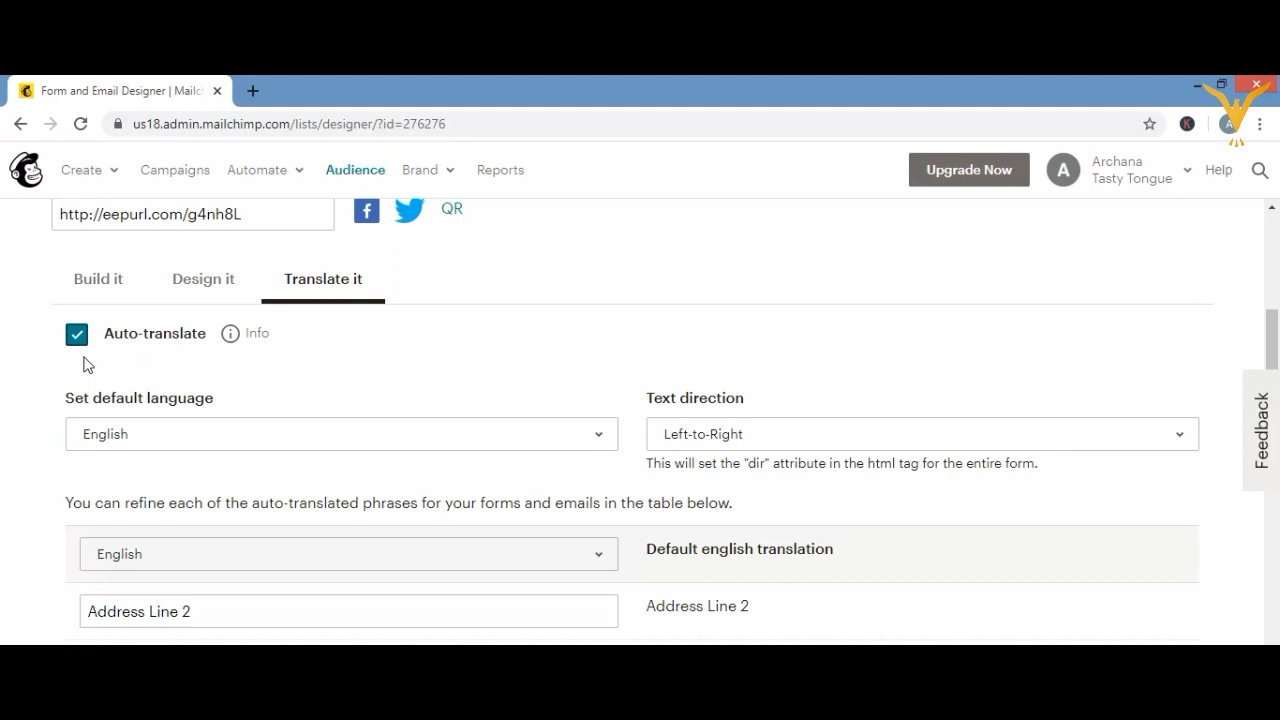 Form and Email Designer | Mailch
us18.admin.mailchimp.com/lists/designer/?id=276276
K
A
Create
Campaigns
Automate
Audience
Brand
Reports
Upgrade Now
A
Archana
Tasty Tongue
Help
http://eepurl.com/g4nh8L
f
QR
Build it
Design it
Translate it
Auto-translate
i Info
Set default language
Text direction
English
Left-to-Right
This will set the "dir" attribute in the html tag for the entire form.
Feedback
You can refine each of the auto-translated phrases for your forms and emails in the table below.
English
Default english translation
Address Line 2
Address Line 2